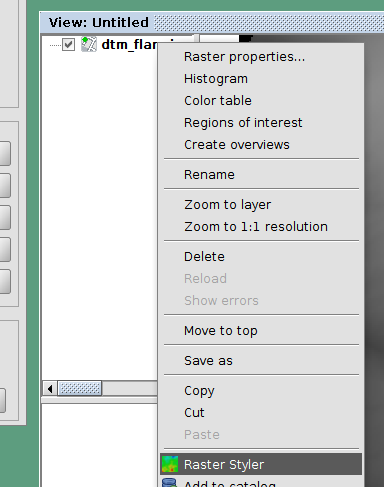 View: Untitled
Raster properties...
Histogram
Color table
Regions of interest
Create overviews
Rename
Zoom to layer
Zoom to 1:1 resolution
Delete
Reload
Show errors
Move to top
Save as
Copy
Cut
Paste
Raster Styler
Add to catalog